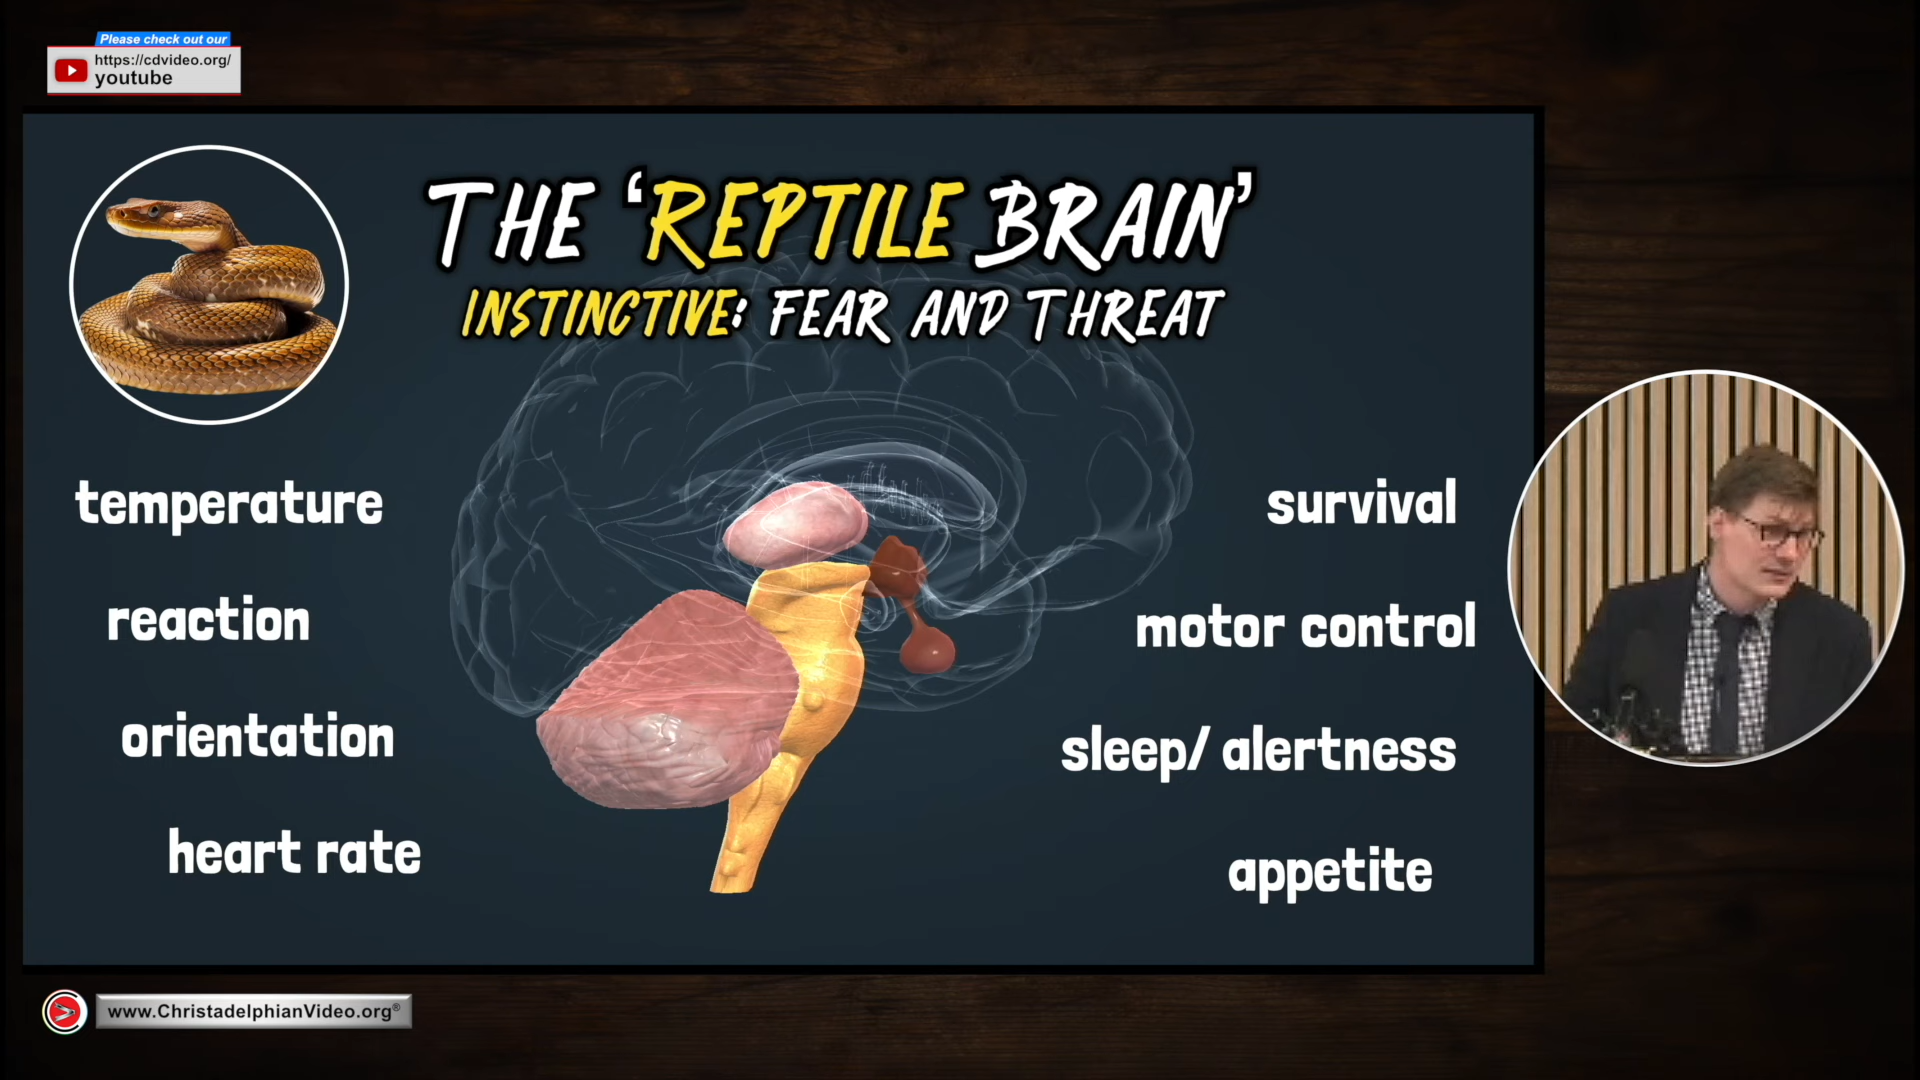 Please check out our
https://cdvideo.org/
youtube
THE ‘REPTILE BRAIN’
INSTINCTIVE: FEAR AND THREAT
temperature
reaction
orientation
heart rate
survival
motor control
sleep/ alertness
appetite
www.ChristadelphianVideo.org®